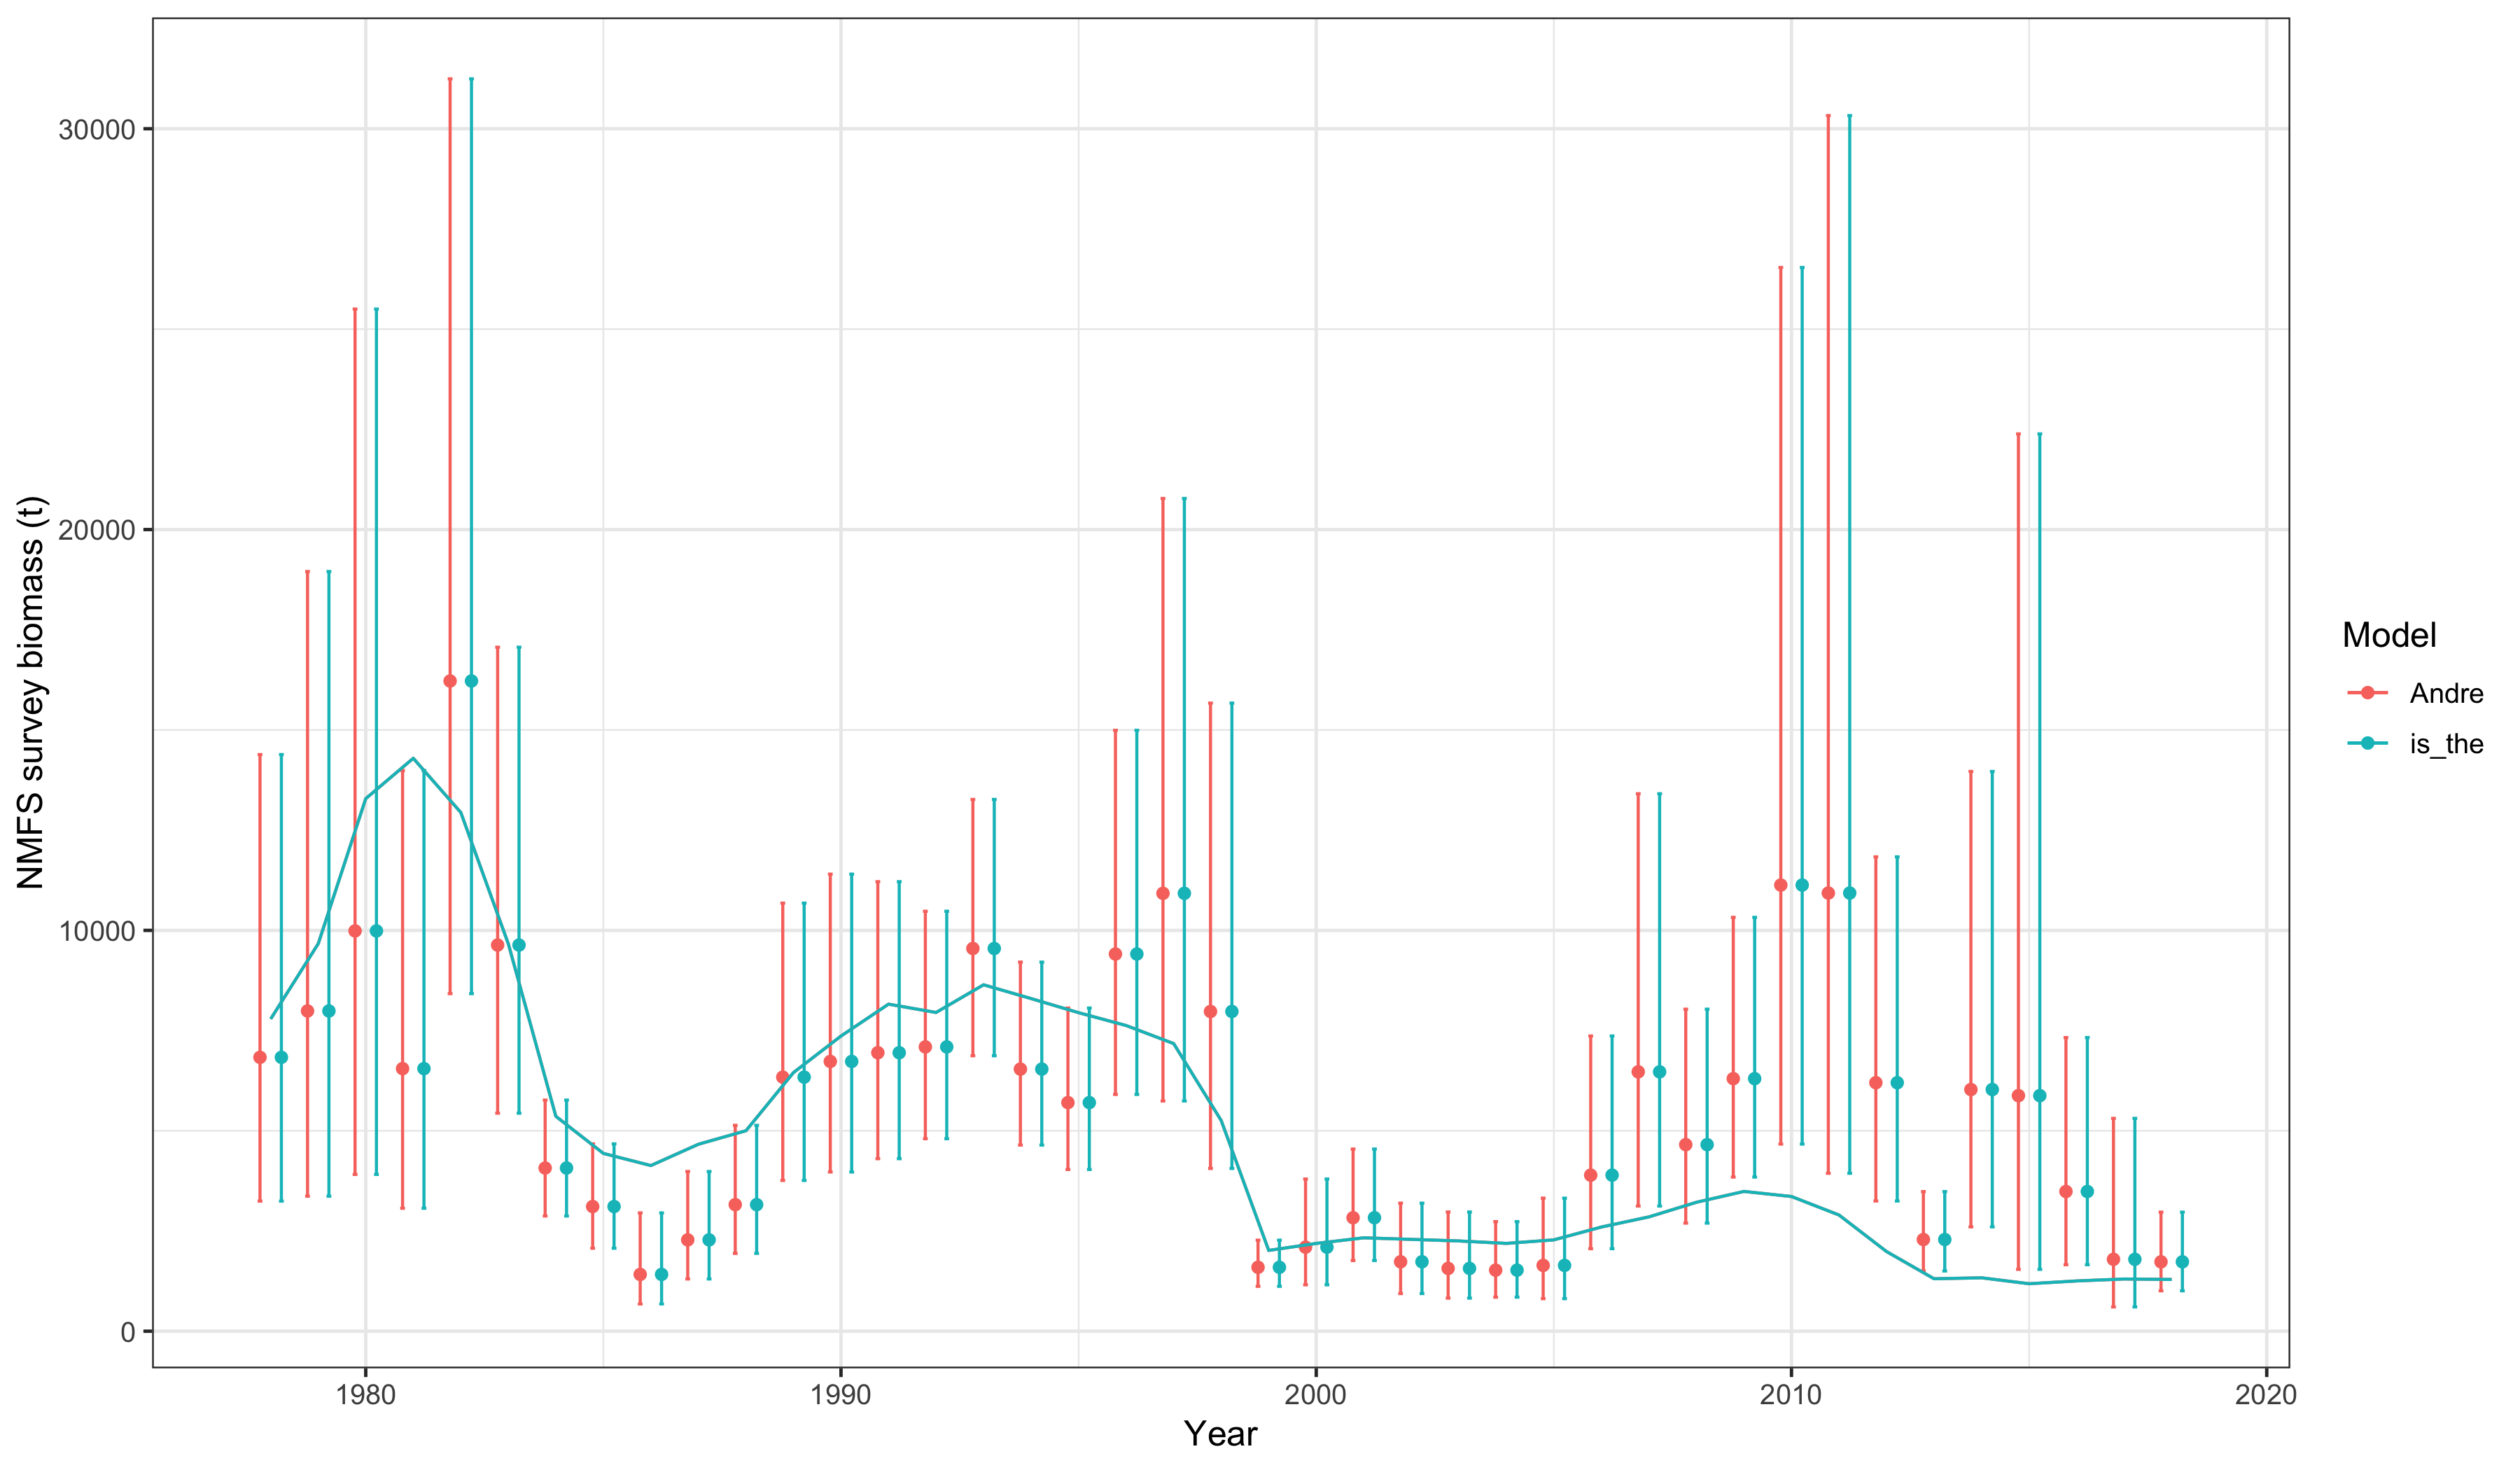 30000
20000
10000
0
NMFS survey biomass (t)
1980 1990 2000 2010 2020
Year
Model
Andre
is_the